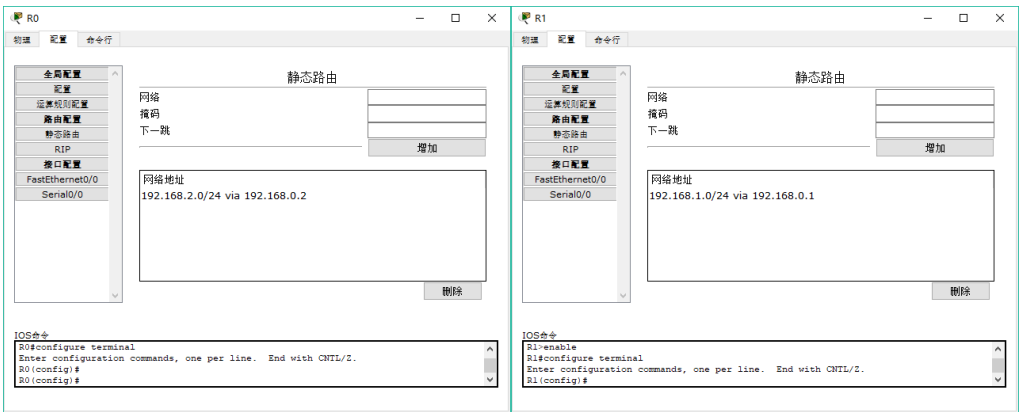 R0
物理 配置 命令行
全局配置
配置
运算规则配置
路由配置
静态路由
RIP
接口配置
FastEthernet0/0
Serial0/0
静态路由
网络
掩码
下一跳
增加
网络地址
192.168.2.0/24 via 192.168.0.2
删除
IOS命令
R0#configure terminal
Enter configuration commands, one per line. End with CNTL/Z.
R0(config)#
R0(config)#
R1
物理 配置 命令行
全局配置
配置
运算规则配置
路由配置
静态路由
RIP
接口配置
FastEthernet0/0
Serial0/0
静态路由
网络
掩码
下一跳
增加
网络地址
192.168.1.0/24 via 192.168.0.1
删除
IOS命令
R1>enable
R1#configure terminal
Enter configuration commands, one per line. End with CNTL/Z.
R1(config)#